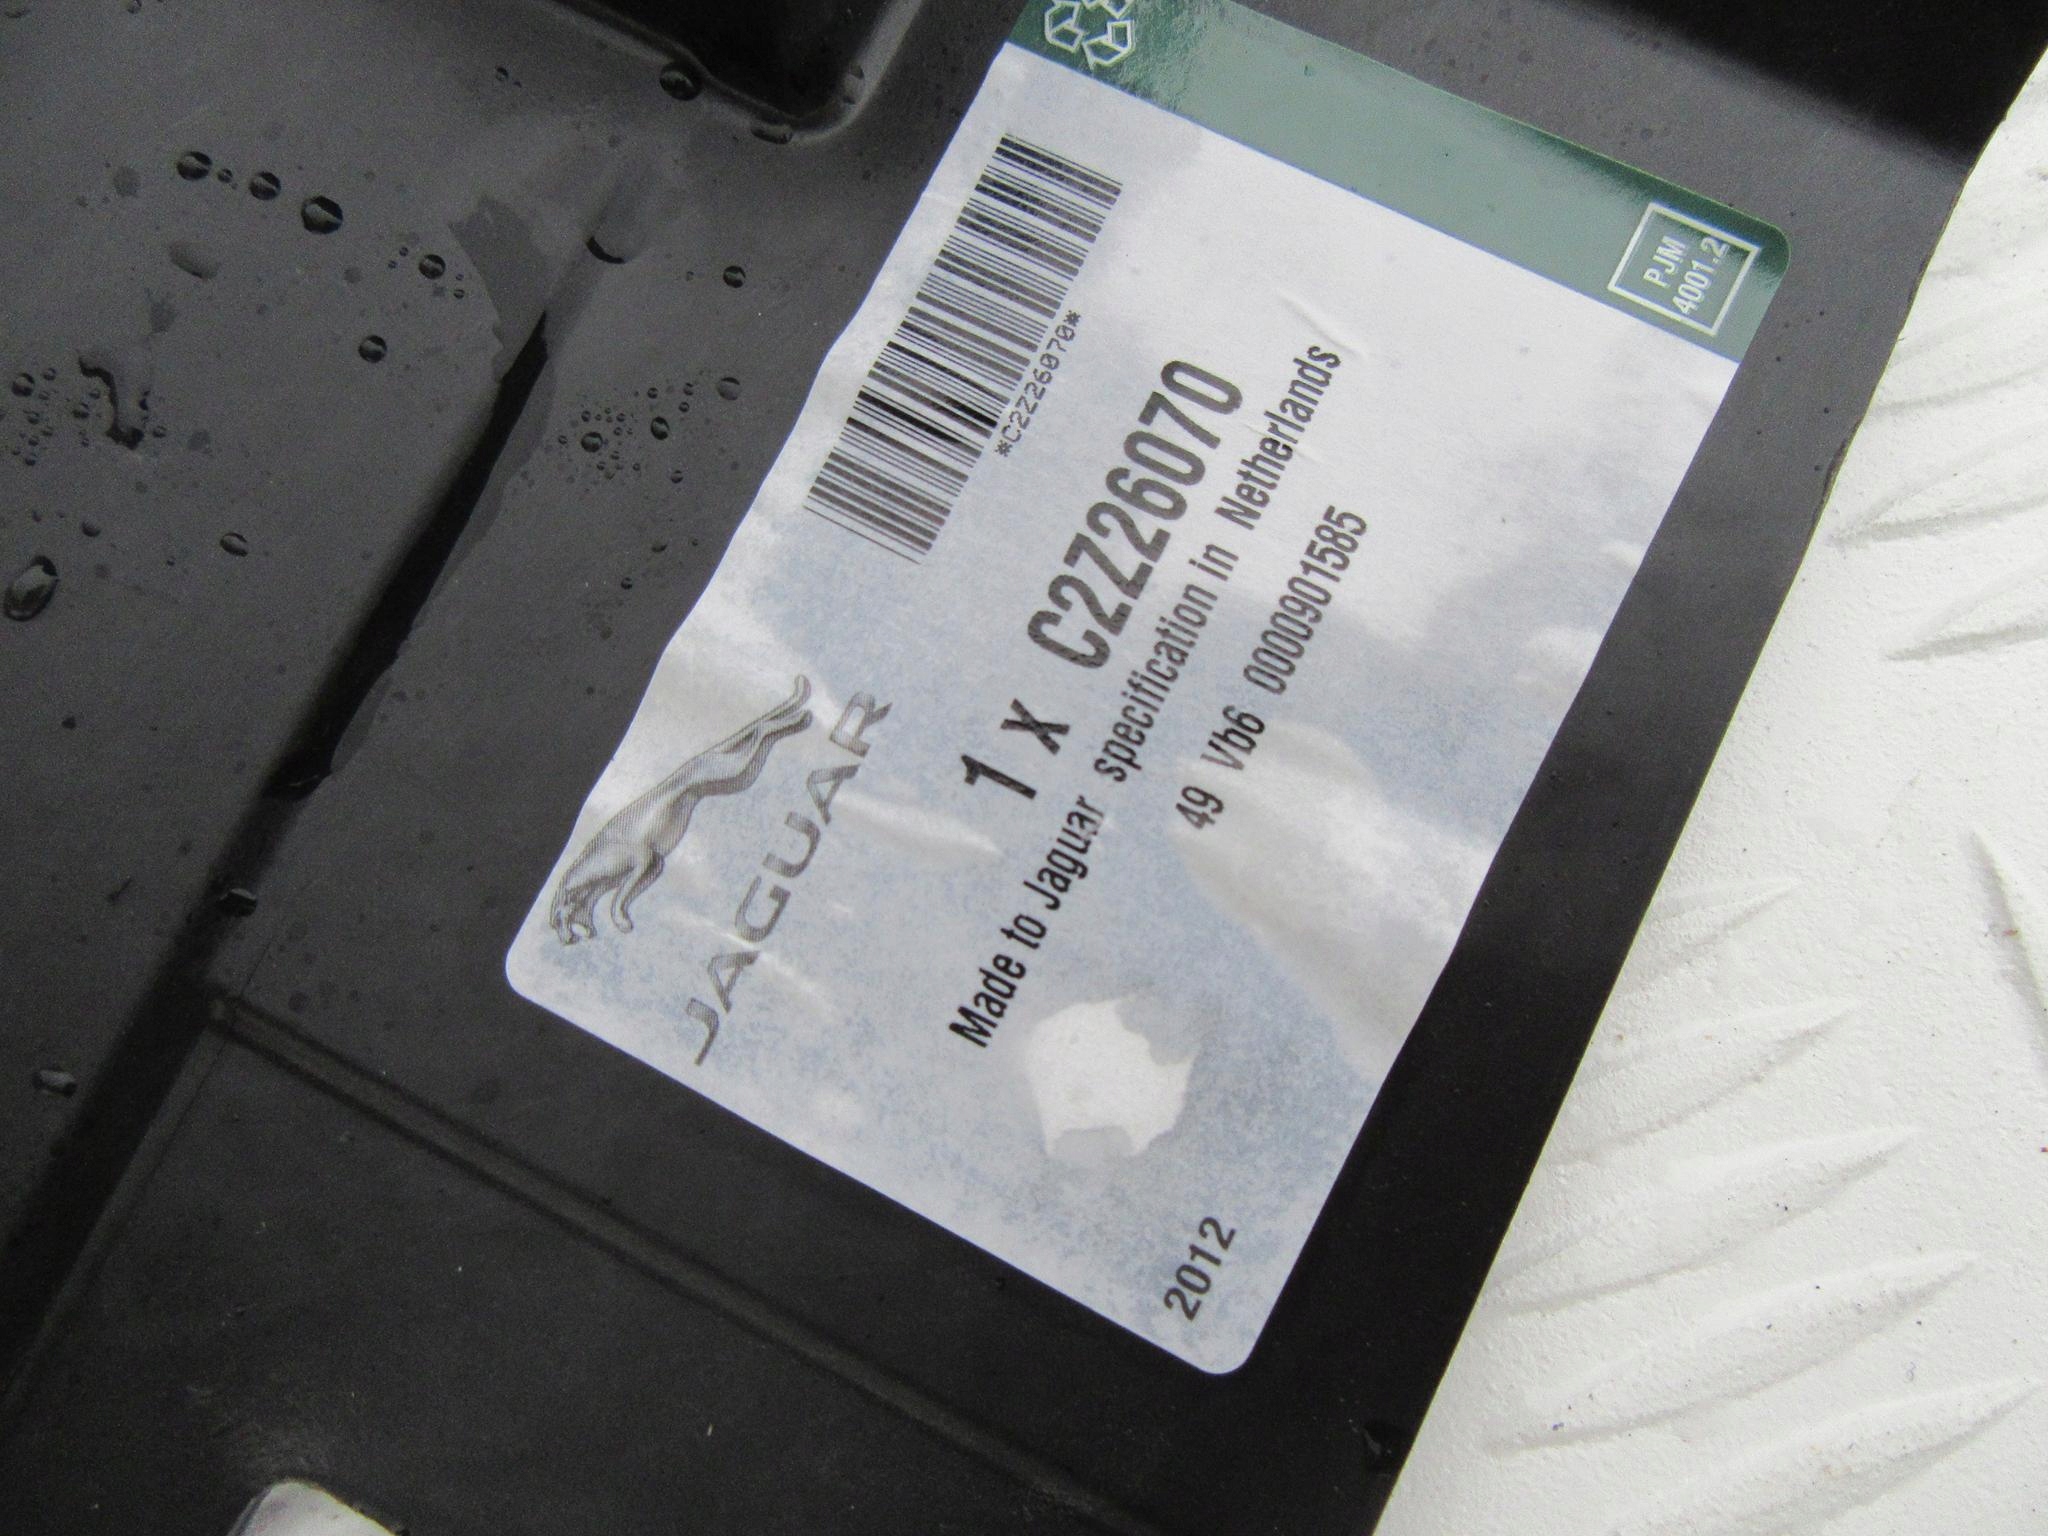 PJM
4001.2
*C2Z26070*
JAGUAR
1 x C2Z26070
Made to Jaguar specification in Netherlands
49 Vb6 0000901585
2012